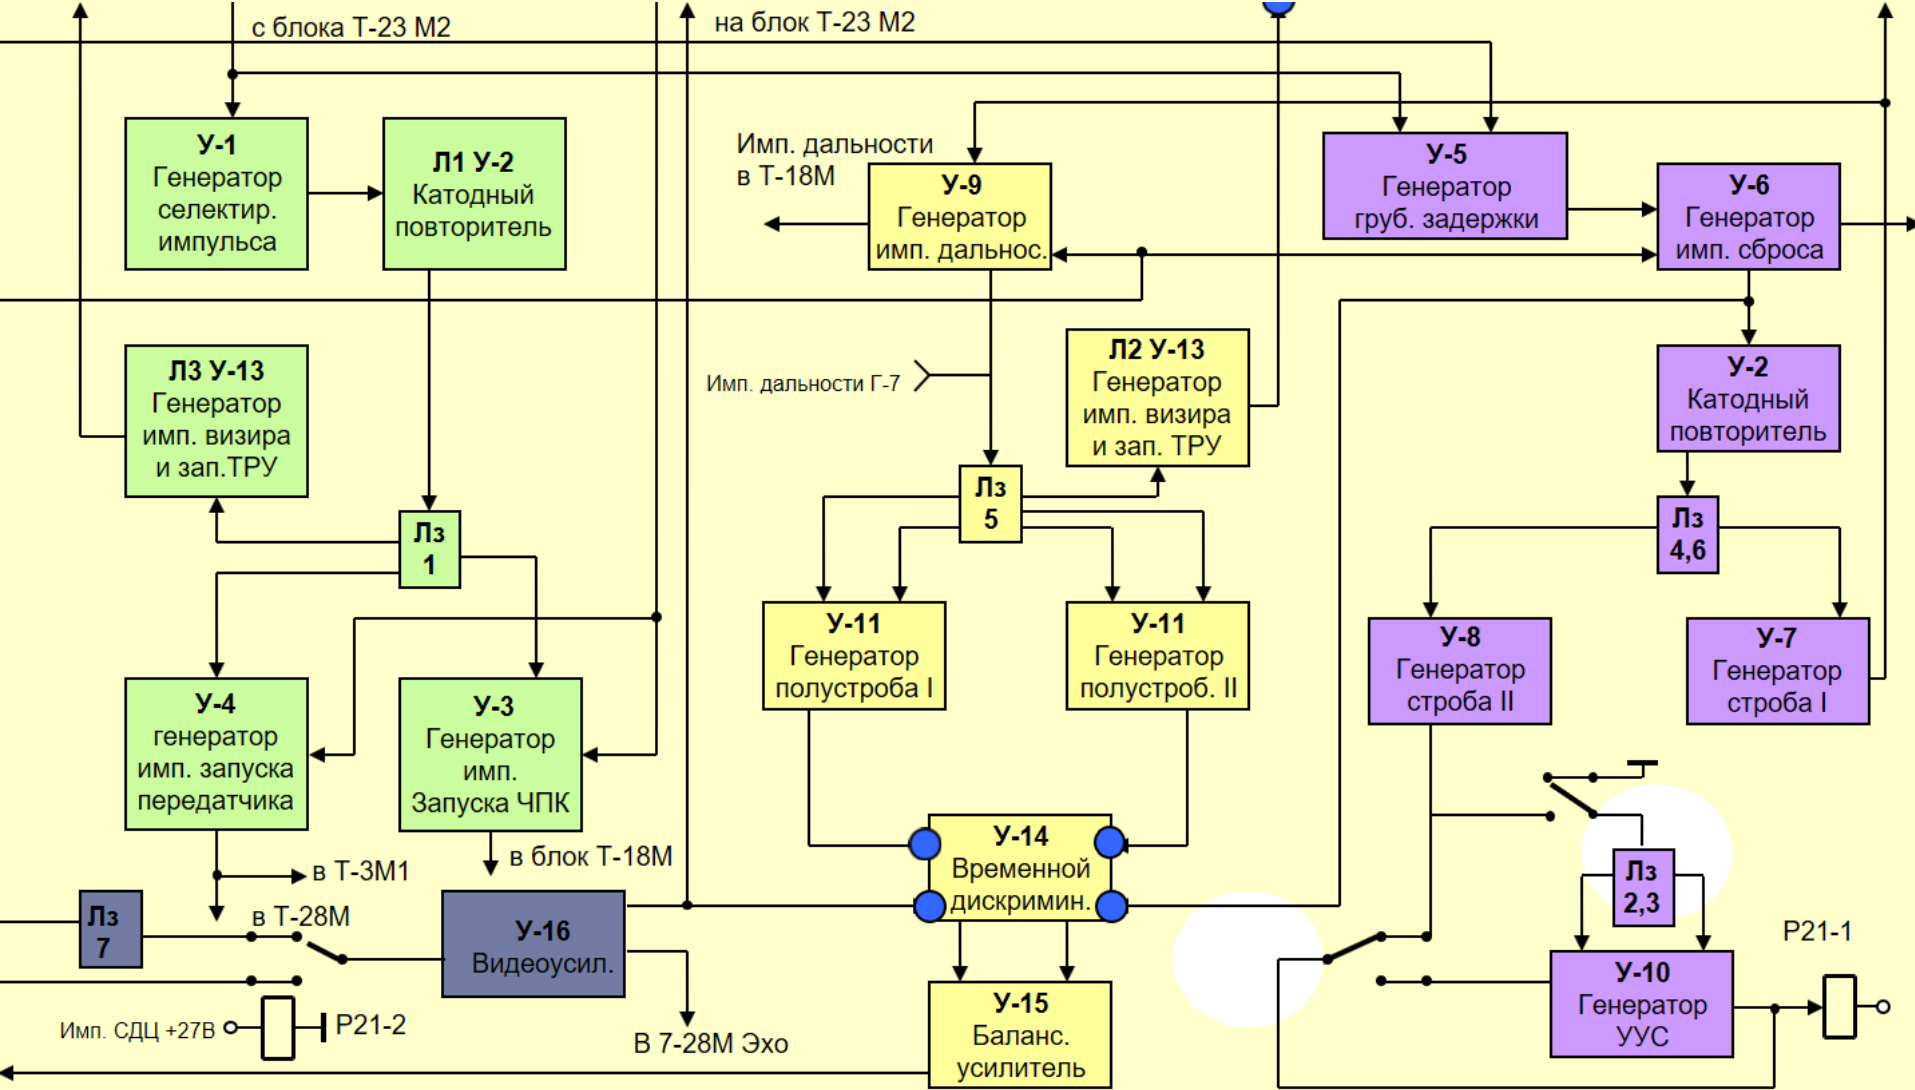 с блока Т-23 М2
на блок Т-23 М2
У-1
Генератор
селектир.
импульса
Л1 У-2
Катодный
повторитель
Имп. дальности
в Т-18М
У-9
Генератор
имп. дальнос.
У-5
Генератор
груб. задержки
У-6
Генератор
имп. сброса
Л3 У-13
Генератор
имп. визира
и зап.ТРУ
Имп. дальности Г-7
Л2 У-13
Генератор
имп. визира
и зап. ТРУ
У-2
Катодный
повторитель
Лз
1
Лз
5
Лз
4,6
У-4
генератор
имп. запуска
передатчика
У-3
Генератор
имп.
Запуска ЧПК
У-11
Генератор
полустроба I
У-11
Генератор
полустроб. II
У-8
Генератор
строба II
У-7
Генератор
строба I
в Т-3М1
в блок Т-18М
У-14
Временной
дискримин.
Лз
2,3
Лз
7
в Т-28М
У-16
Видеоусил.
Р21-1
У-10
Генератор
УУС
Имп. СДЦ +27В
Р21-2
В 7-28М Эхо
У-15
Баланс.
усилитель